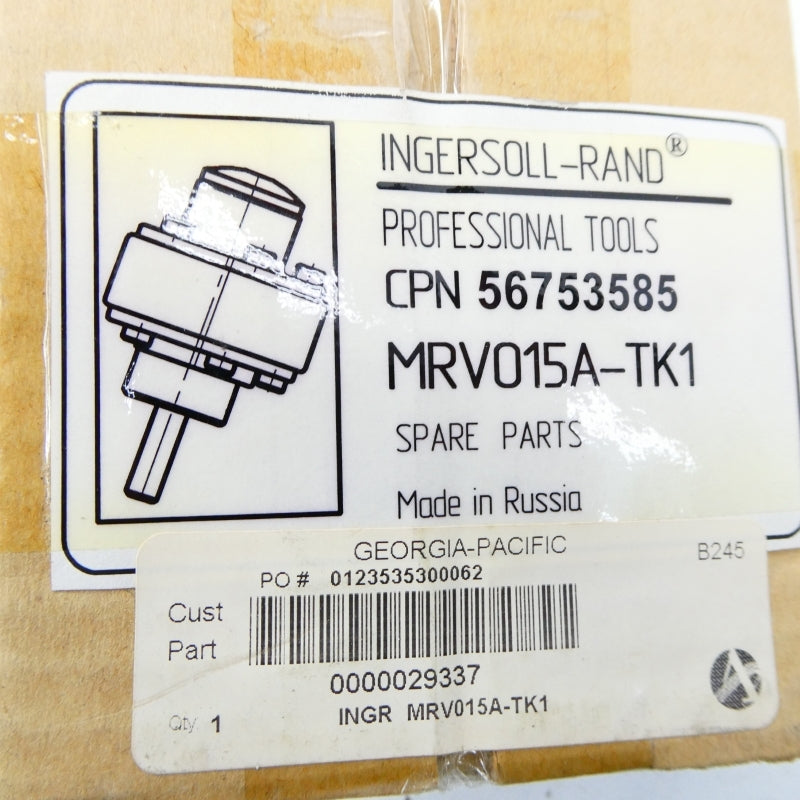 INGERSOLL-RAND®
PROFESSIONAL TOOLS
CPN 56753585
MRV015A-TK1
SPARE PARTS
Made in Russia
GEORGIA-PACIFIC
B245
PO # 0123535300062
Cust
Part
0000029337
Qty 1
INGR MRV015A-TK1